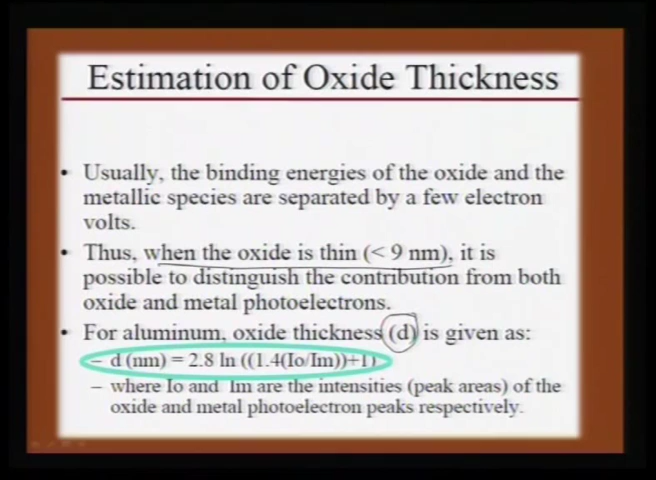 Estimation of Oxide Thickness
• Usually, the binding energies of the oxide and the
metallic species are separated by a few electron
volts.
• Thus, when the oxide is thin (< 9 nm), it is
possible to distinguish the contribution from both
oxide and metal photoelectrons.
• For aluminum, oxide thickness (d) is given as:
– d (nm) = 2.8 ln ((1.4(Io/Im))+1)
– where Io and Im are the intensities (peak areas) of the
oxide and metal photoelectron peaks respectively.